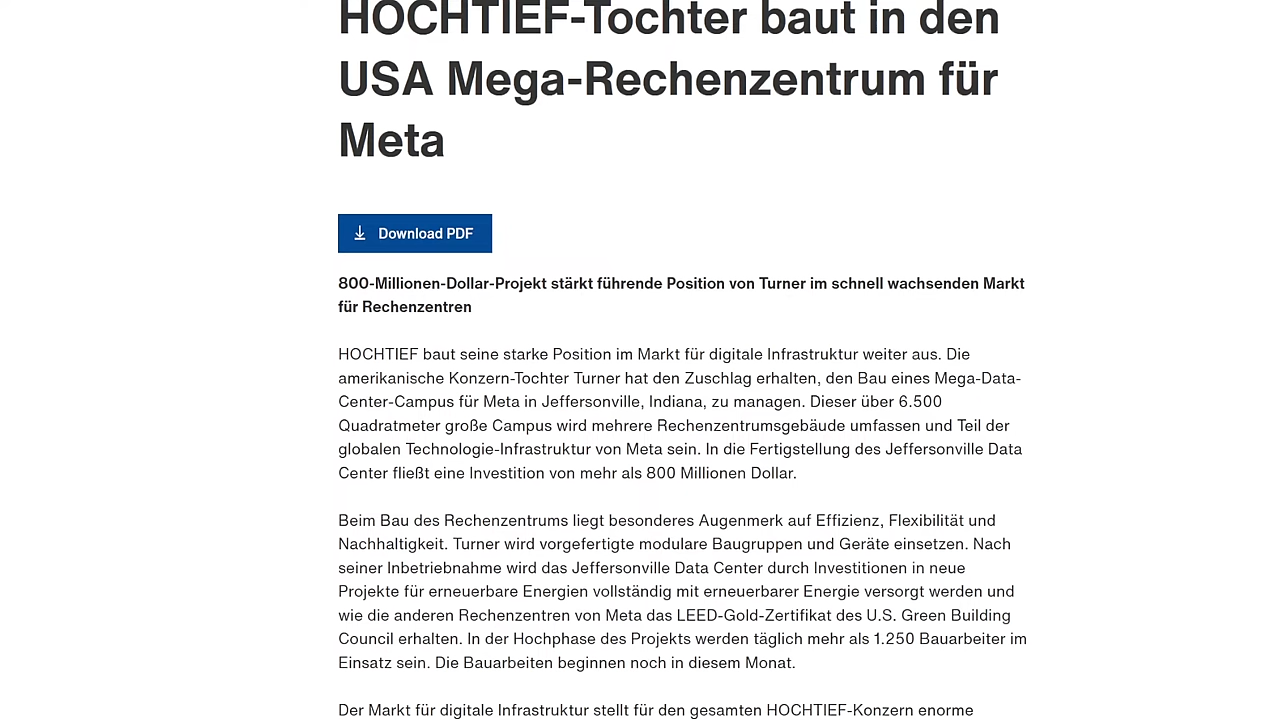 HOCHTIEF-Tochter baut in den
USA Mega-Rechenzentrum für
Meta
Download PDF
800-Millionen-Dollar-Projekt stärkt führende Position von Turner im schnell wachsenden Markt
für Rechenzentren
HOCHTIEF baut seine starke Position im Markt für digitale Infrastruktur weiter aus. Die
amerikanische Konzern-Tochter Turner hat den Zuschlag erhalten, den Bau eines Mega-Data-
Center-Campus für Meta in Jeffersonville, Indiana, zu managen. Dieser über 6.500
Quadratmeter große Campus wird mehrere Rechenzentrumsgebäude umfassen und Teil der
globalen Technologie-Infrastruktur von Meta sein. In die Fertigstellung des Jeffersonville Data
Center fließt eine Investition von mehr als 800 Millionen Dollar.
Beim Bau des Rechenzentrums liegt besonderes Augenmerk auf Effizienz, Flexibilität und
Nachhaltigkeit. Turner wird vorgefertigte modulare Baugruppen und Geräte einsetzen. Nach
seiner Inbetriebnahme wird das Jeffersonville Data Center durch Investitionen in neue
Projekte für erneuerbare Energien vollständig mit erneuerbarer Energie versorgt werden und
wie die anderen Rechenzentren von Meta das LEED-Gold-Zertifikat des U.S. Green Building
Council erhalten. In der Hochphase des Projekts werden täglich mehr als 1.250 Bauarbeiter im
Einsatz sein. Die Bauarbeiten beginnen noch in diesem Monat.
Der Markt für digitale Infrastruktur stellt für den gesamten HOCHTIEF-Konzern enorme